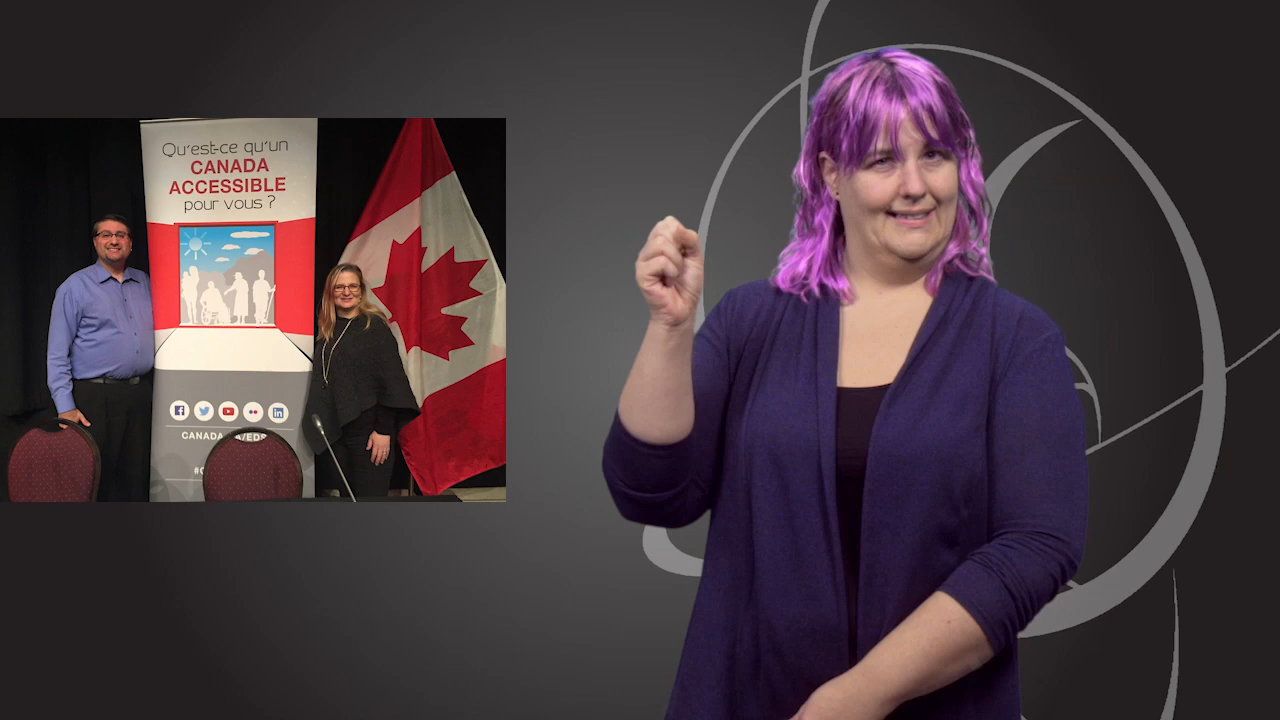 Qu'est-ce qu'un
CANADA
ACCESSIBLE
pour vous ?
CANADA